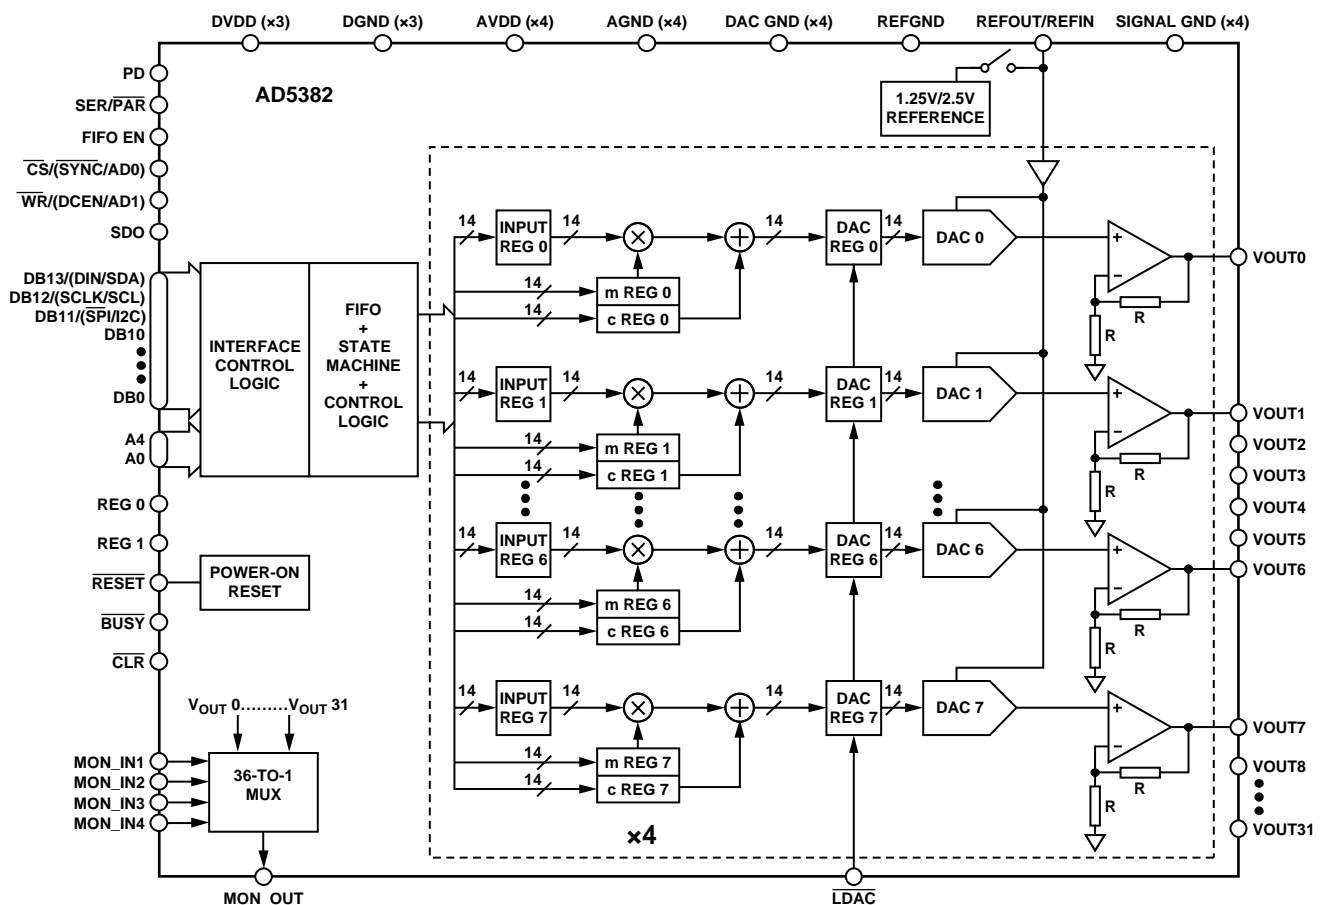 DVDD (×3)
DGND (×3)
AVDD (×4)
AGND (×4)
DAC GND (×4)
REFGND
REFOUT/REFIN
SIGNAL GND (×4)
PD
SER/PAR
FIFO EN
CS/(SYNC/AD0)
WR/(DCEN/AD1)
SDO
DB13/(DIN/SDA)
DB12/(SCLK/SCL)
DB11/(SPI/I2C)
DB10
DB0
A4
A0
REG 0
REG 1
RESET
BUSY
CLR
AD5382
1.25V/2.5V
REFERENCE
INTERFACE
CONTROL
LOGIC
FIFO
+
STATE
MACHINE
+
CONTROL
LOGIC
POWER-ON
RESET
VOUT 0.........VOUT 31
MON_IN1
MON_IN2
MON_IN3
MON_IN4
36-TO-1
MUX
MON_OUT
14
INPUT
REG 0
14
×
+
14
DAC
REG 0
14
DAC 0
+
−
R
R
VOUT0
14
m REG 0
14
c REG 0
14
INPUT
REG 1
14
×
+
14
DAC
REG 1
14
DAC 1
+
−
R
R
VOUT1
14
m REG 1
14
c REG 1
VOUT2
VOUT3
VOUT4
VOUT5
14
INPUT
REG 6
14
×
+
14
DAC
REG 6
14
DAC 6
+
−
R
R
VOUT6
14
m REG 6
14
c REG 6
14
INPUT
REG 7
14
×
+
14
DAC
REG 7
14
DAC 7
+
−
R
R
VOUT7
14
m REG 7
14
c REG 7
VOUT8
VOUT31
×4
LDAC